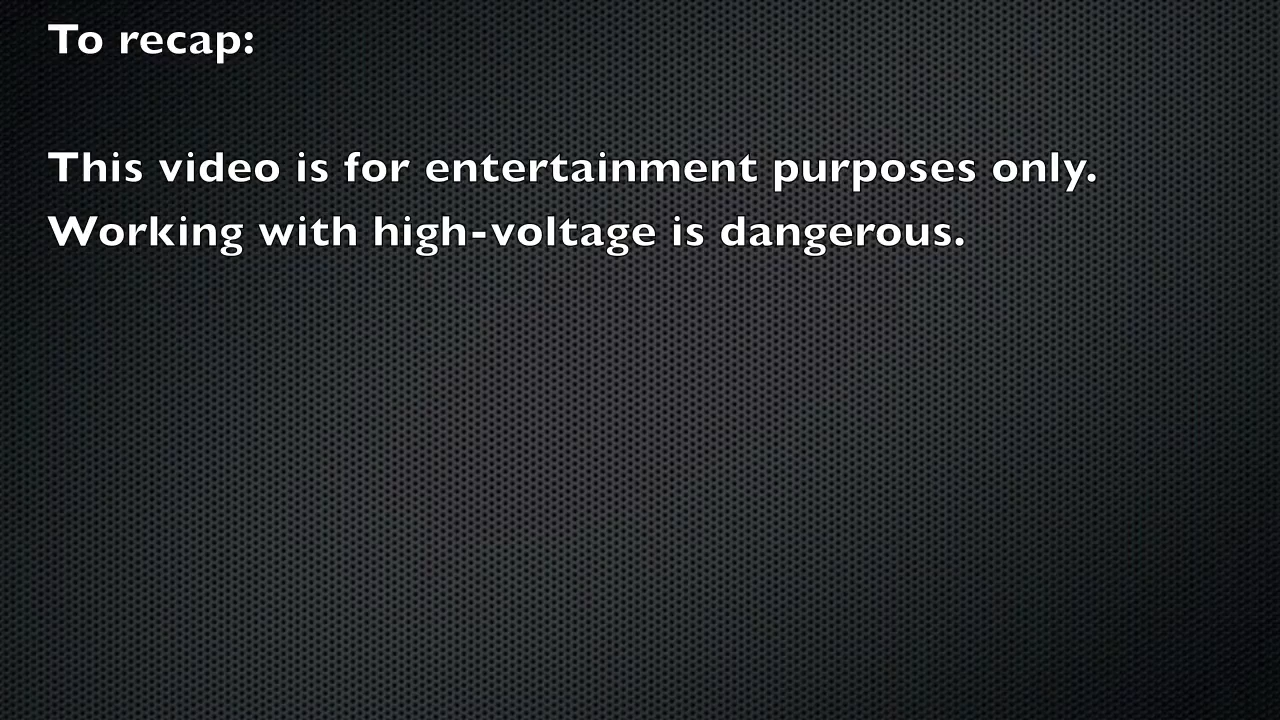 To recap:
This video is for entertainment purposes only.
Working with high-voltage is dangerous.